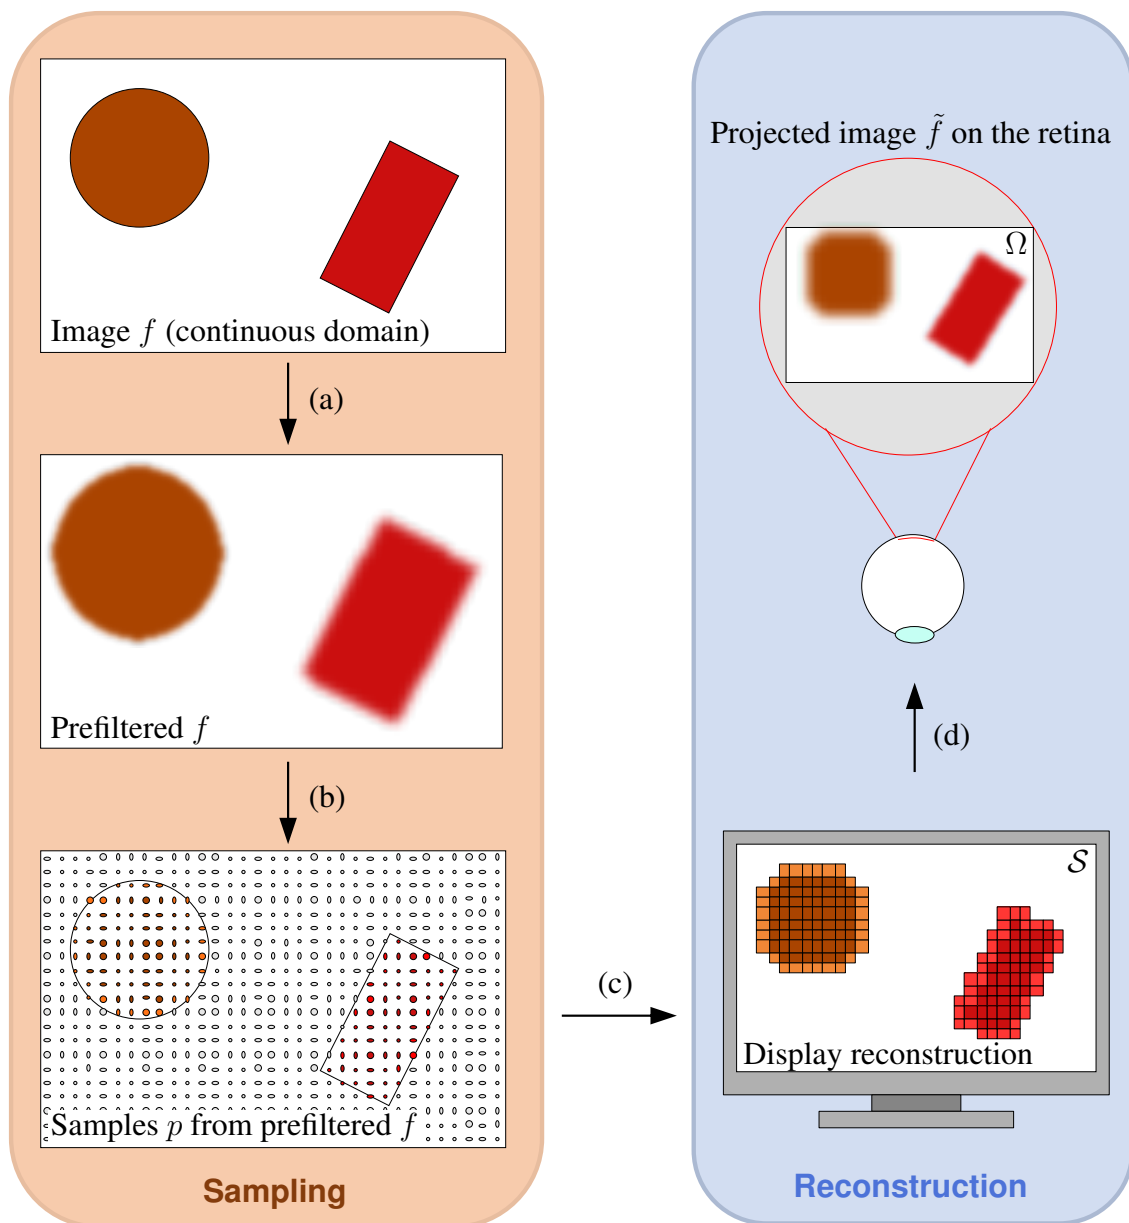 Image f (continuous domain)
(a)
Prefiltered f
(b)
Samples p from prefiltered f
Sampling
(c)
Projected image f̃ on the retina
Ω
(d)
𝒮
Display reconstruction
Reconstruction